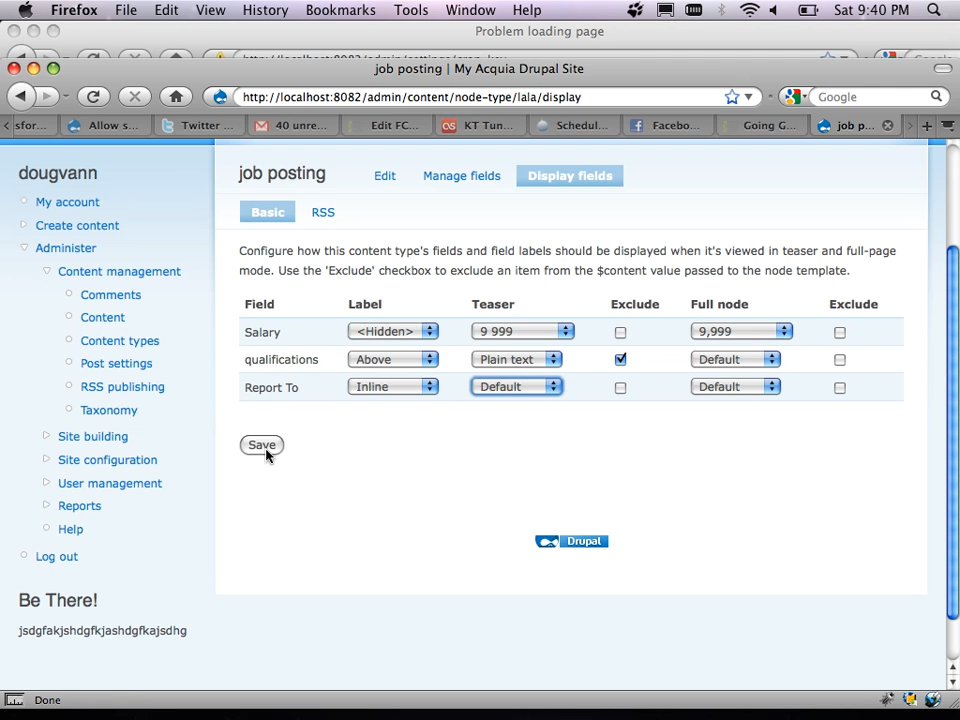 Firefox File Edit View History Bookmarks Tools Window Help Sat 9:40 PM
Problem loading page
job posting | My Acquia Drupal Site
http://localhost:8082/admin/content/node-type/lala/display Google
sfor... Allow s... Twitter ... 40 unre... Edit FC... KT Tun... Schedul... Facebo... Going G... job p...
dougvann
My account
Create content
Administer
Content management
Comments
Content
Content types
Post settings
RSS publishing
Taxonomy
Site building
Site configuration
User management
Reports
Help
Log out
Be There!
jsdgfakjshdgfkjashdgfkajsdhg
job posting Edit Manage fields Display fields
Basic RSS
Configure how this content type's fields and field labels should be displayed when it's viewed in teaser and full-page
mode. Use the 'Exclude' checkbox to exclude an item from the $content value passed to the node template.
Field Label Teaser Exclude Full node Exclude
Salary <Hidden> 9 999 9,999
qualifications Above Plain text Default
Report To Inline Default Default
Save
Drupal
Done